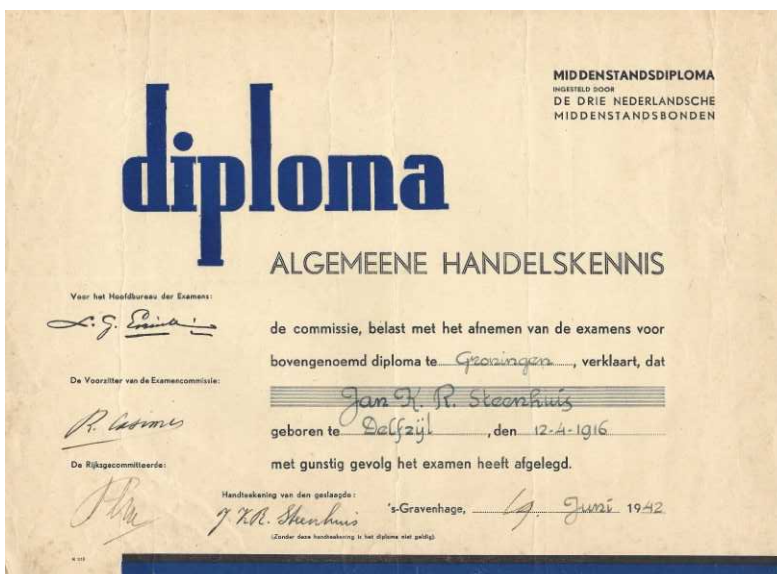 MIDDENSTANDSDIPLOMA
INGESTELD DOOR
DE DRIE NEDERLANDSCHE
MIDDENSTANDSBONDEN
diploma
ALGEMEENE HANDELSKENNIS
Voor het Hoofdbureau der Examens:
de commissie, belast met het afnemen van de examens voor
bovengenoemd diploma te Groningen, verklaart, dat
De Voorzitter van de Examencommissie:
Jan K. R. Steenhuis
R. Casimir
geboren te Delfzijl, den 12-4-1916
De Rijksgecommitteerde:
met gunstig gevolg het examen heeft afgelegd.
Handteekening van den geslaagde:
J. K.R. Steenhuis
's-Gravenhage, 19. Juni 1942
(Zonder deze handteekening is het diploma niet geldig).